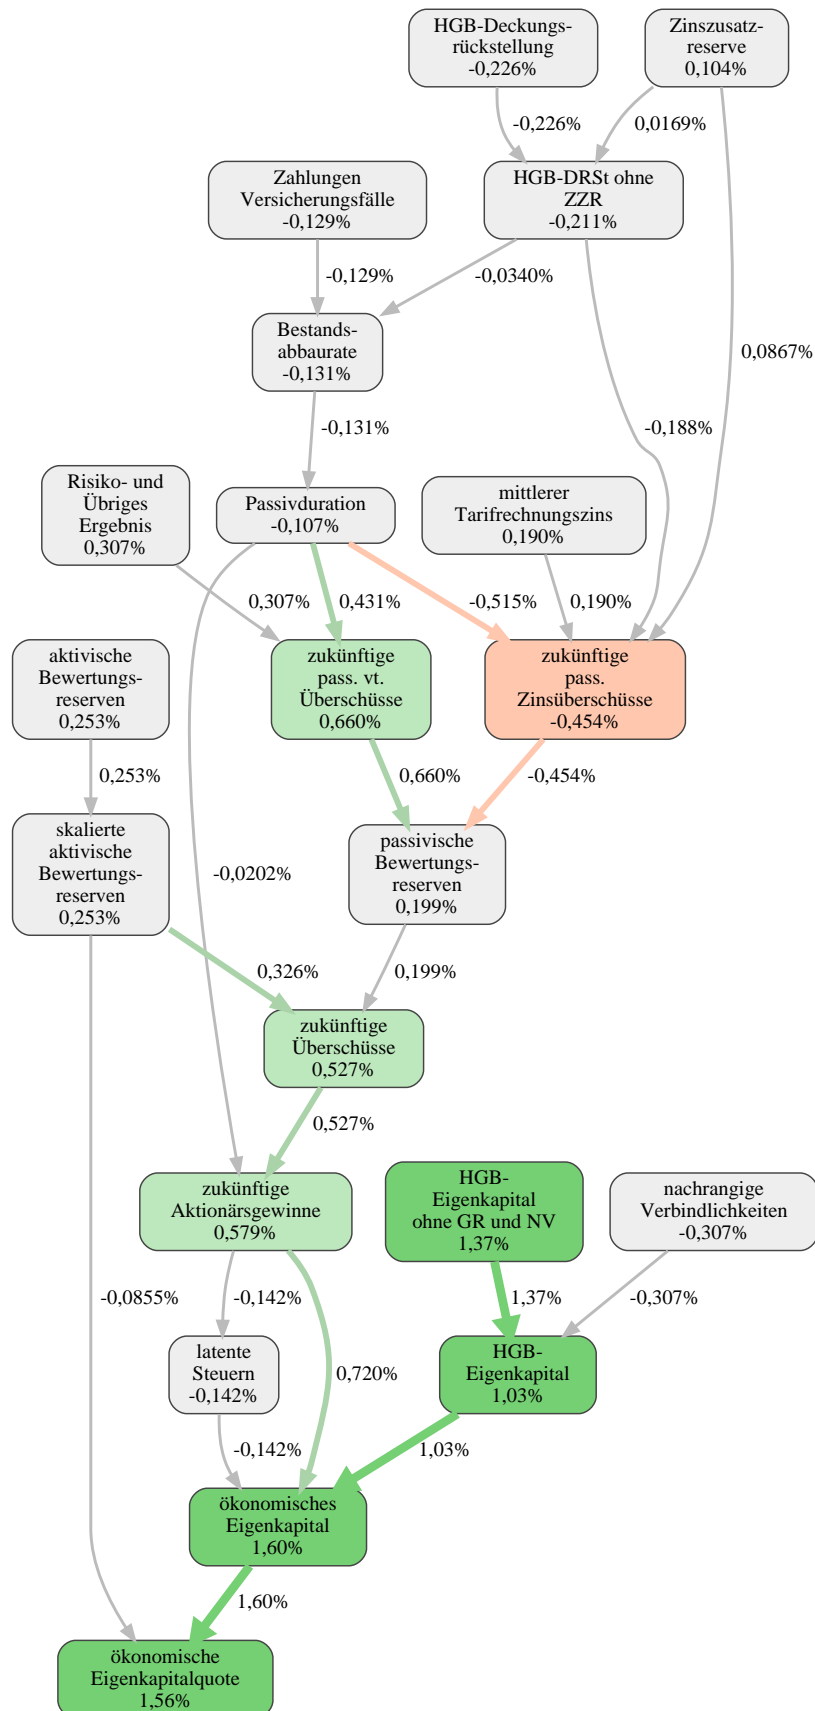 HGB-Deckungs-
rückstellung
-0,226%
Zinszusatz-
reserve
0,104%
-0,226%
0,0169%
Zahlungen
Versicherungsfälle
-0,129%
HGB-DRSt ohne
ZZR
-0,211%
-0,129%
-0,0340%
Bestands-
abbaurate
-0,131%
0,0867%
-0,131%
-0,188%
Risiko- und
Übriges
Ergebnis
0,307%
Passivduration
-0,107%
mittlerer
Tarifrechnungszins
0,190%
0,307%
0,431%
-0,515%
0,190%
aktivische
Bewertungs-
reserven
0,253%
zukünftige
pass. vt.
Überschüsse
0,660%
zukünftige
pass.
Zinsüberschüsse
-0,454%
0,253%
0,660%
-0,454%
skalierte
aktivische
Bewertungs-
reserven
0,253%
-0,0202%
passivische
Bewertungs-
reserven
0,199%
0,326%
0,199%
zukünftige
Überschüsse
0,527%
0,527%
zukünftige
Aktionärsgewinne
0,579%
HGB-
Eigenkapital
ohne GR und NV
1,37%
nachrangige
Verbindlichkeiten
-0,307%
-0,0855%
-0,142%
1,37%
-0,307%
latente
Steuern
-0,142%
0,720%
HGB-
Eigenkapital
1,03%
-0,142%
1,03%
ökonomisches
Eigenkapital
1,60%
1,60%
ökonomische
Eigenkapitalquote
1,56%